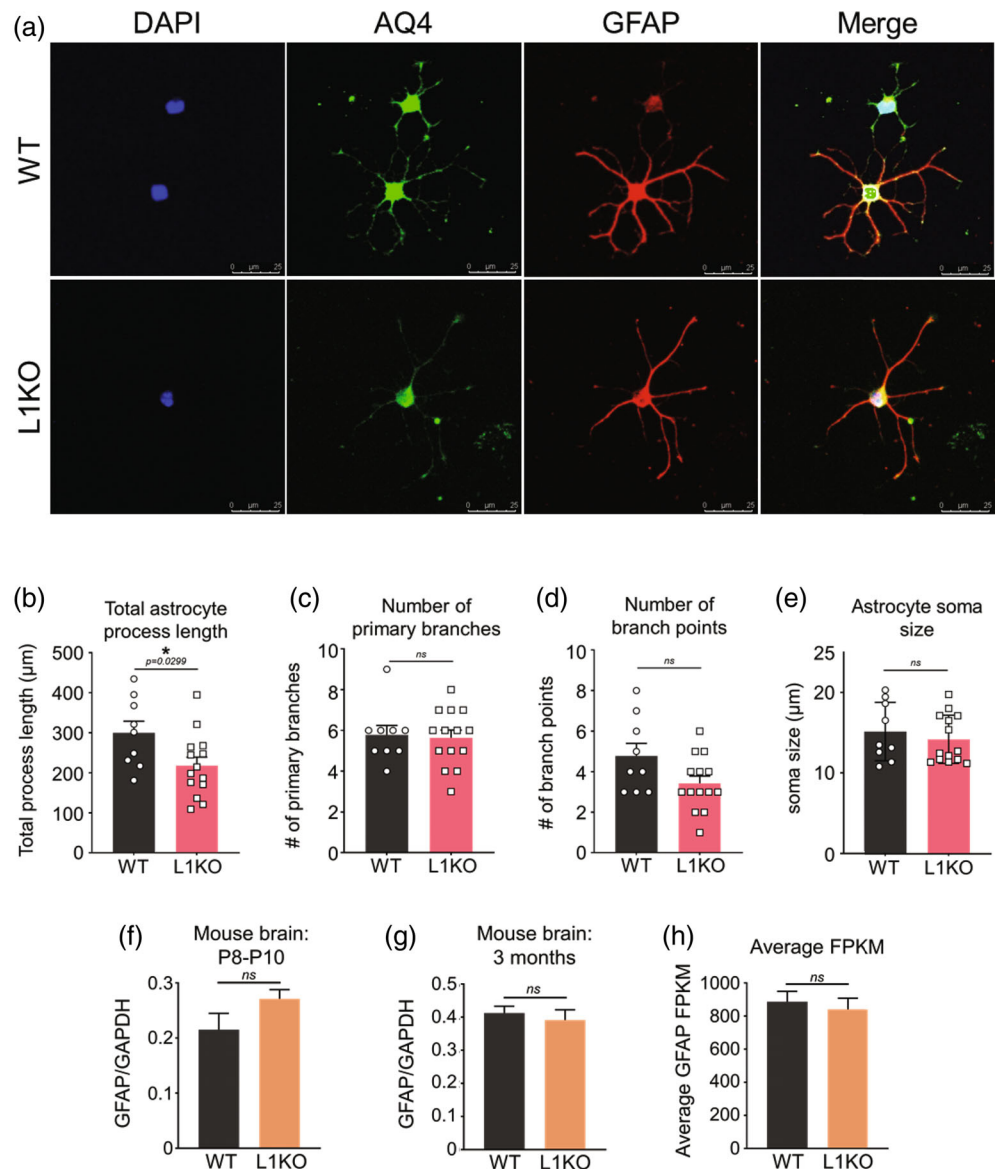 (a)
DAPI AQ4 GFAP Merge
WT
0 µm 25 0 µm 25 0 µm 25 0 µm 25
L1KO
0 µm 25 0 µm 25 0 µm 25 0 µm 25
(b)
Total astrocyte
process length
*
p=0.0299
Total process length (µm)
500
400
300
200
100
0
WT L1KO
(c)
Number of
primary branches
ns
# of primary branches
10
8
6
4
2
0
WT L1KO
(d)
Number of
branch points
ns
# of branch points
10
8
6
4
2
0
WT L1KO
(e)
Astrocyte soma
size
ns
soma size (µm)
25
20
10
0
WT L1KO
(f)
Mouse brain:
P8-P10
ns
GFAP/GAPDH
0.3
0.2
0.1
0
WT L1KO
(g)
Mouse brain:
3 months
ns
GFAP/GAPDH
0.5
0.4
0.3
0.2
0.1
0
WT L1KO
(h)
Average FPKM
ns
Average GFAP FPKM
1000
800
600
400
200
0
WT L1KO